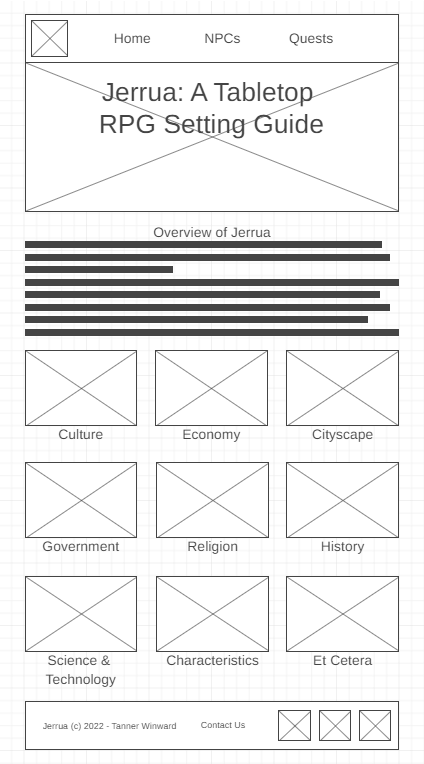 Home NPCs Quests
Jerrua: A Tabletop
RPG Setting Guide
Overview of Jerrua
Culture Economy Cityscape
Government Religion History
Science & Characteristics Et Cetera
Technology
Jerrua (c) 2022 - Tanner Winward Contact Us